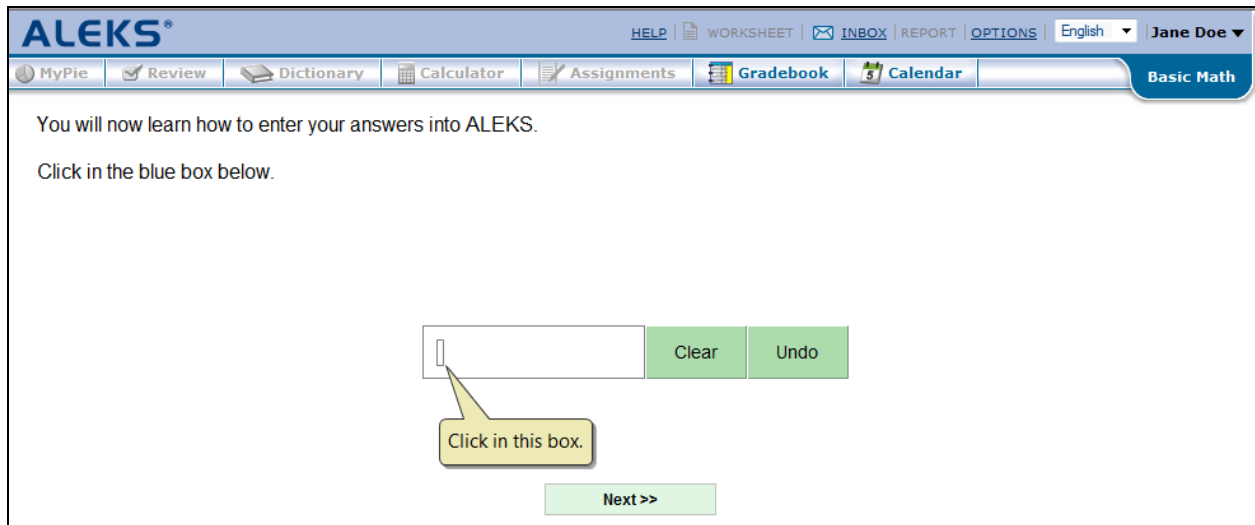 ALEKS®
HELP | WORKSHEET | INBOX | REPORT | OPTIONS | English ▼ | Jane Doe ▼
MyPie Review Dictionary Calculator Assignments Gradebook 5 Calendar Basic Math
You will now learn how to enter your answers into ALEKS.
Click in the blue box below.
Clear Undo
Click in this box.
Next >>